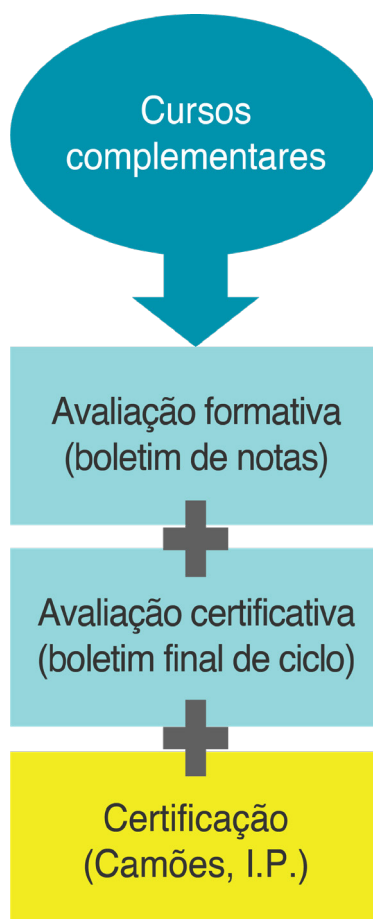 Cursos
complementares
Avaliação formativa
(boletim de notas)
Avaliação certificativa
(boletim final de ciclo)
Certificação
(Camões, I.P.)